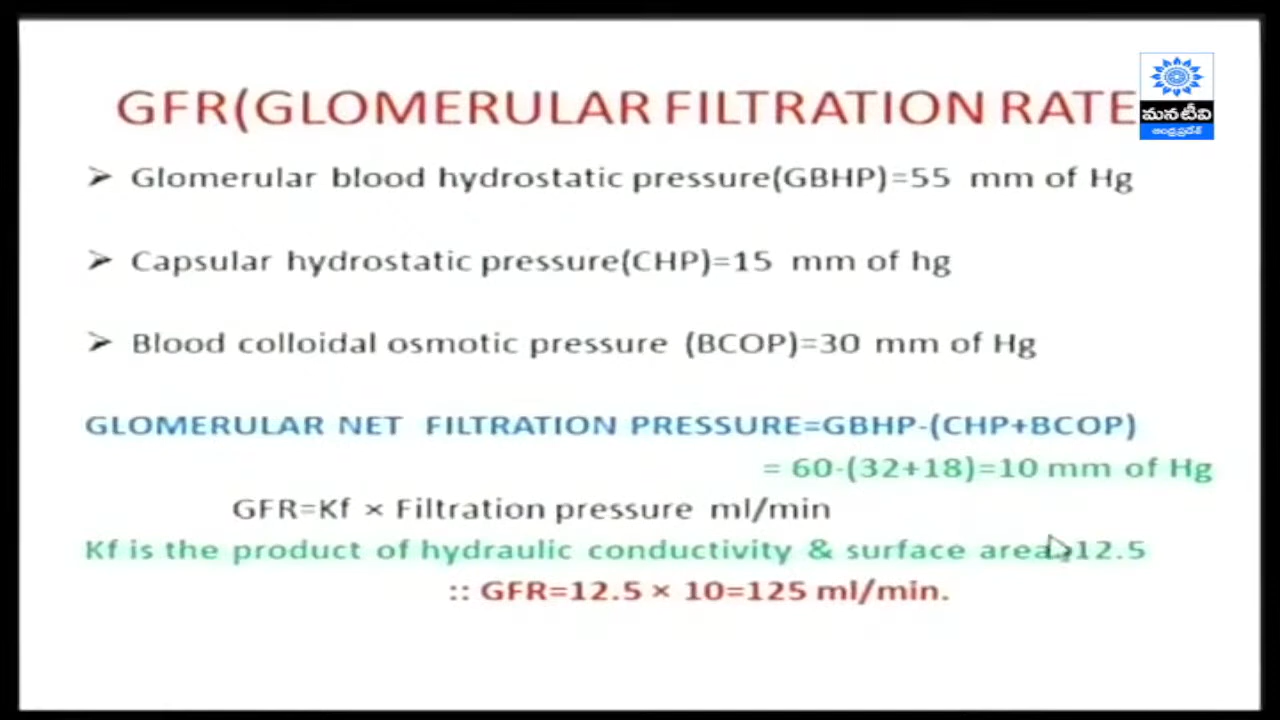 GFR(GLOMERULAR FILTRATION RATE
మనటీవి
ఆంధ్రప్రదేశ్
➢ Glomerular blood hydrostatic pressure(GBHP)=55 mm of Hg
➢ Capsular hydrostatic pressure(CHP)=15 mm of hg
➢ Blood colloidal osmotic pressure (BCOP)=30 mm of Hg
GLOMERULAR NET FILTRATION PRESSURE=GBHP-(CHP+BCOP)
= 60-(32+18)=10 mm of Hg
GFR=Kf × Filtration pressure ml/min
Kf is the product of hydraulic conductivity & surface area 12.5
:: GFR=12.5 × 10=125 ml/min.